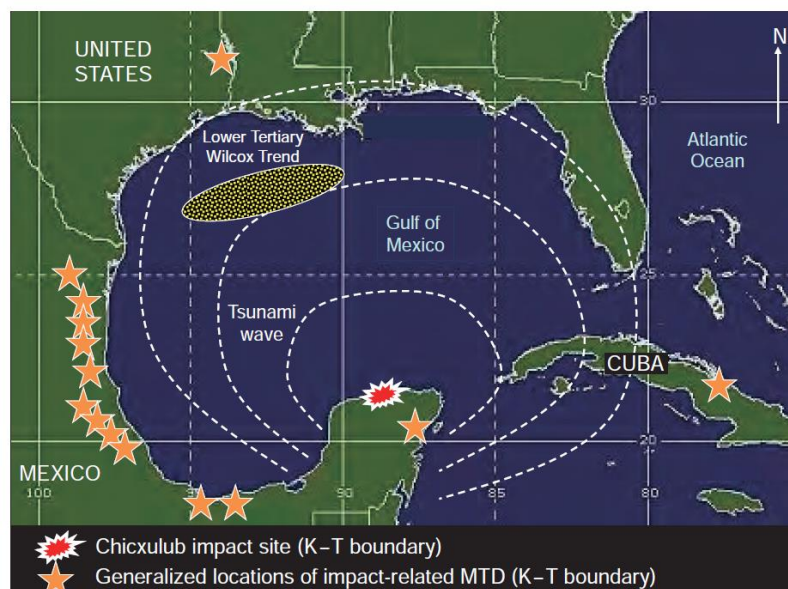 UNITED
STATES
N
30
Lower Tertiary
Wilcox Trend
Atlantic
Ocean
Gulf of
Mexico
25
Tsunami
wave
CUBA
20
MEXICO
100
90
85
80
Chicxulub impact site (K–T boundary)
Generalized locations of impact-related MTD (K–T boundary)